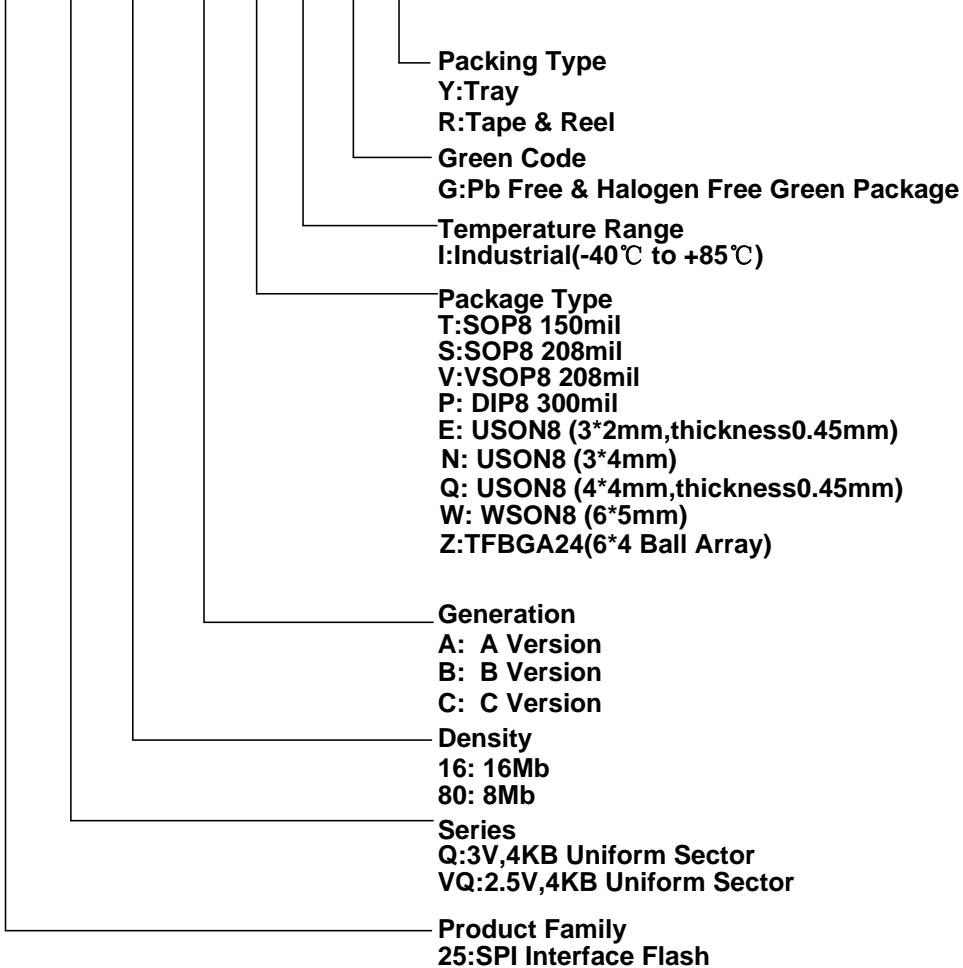 Packing Type
Y:Tray
R:Tape & Reel
Green Code
G:Pb Free & Halogen Free Green Package
Temperature Range
I:Industrial(-40℃ to +85℃)
Package Type
T:SOP8 150mil
S:SOP8 208mil
V:VSOP8 208mil
P: DIP8 300mil
E: USON8 (3*2mm,thickness0.45mm)
N: USON8 (3*4mm)
Q: USON8 (4*4mm,thickness0.45mm)
W: WSON8 (6*5mm)
Z:TFBGA24(6*4 Ball Array)
Generation
A: A Version
B: B Version
C: C Version
Density
16: 16Mb
80: 8Mb
Series
Q:3V,4KB Uniform Sector
VQ:2.5V,4KB Uniform Sector
Product Family
25:SPI Interface Flash